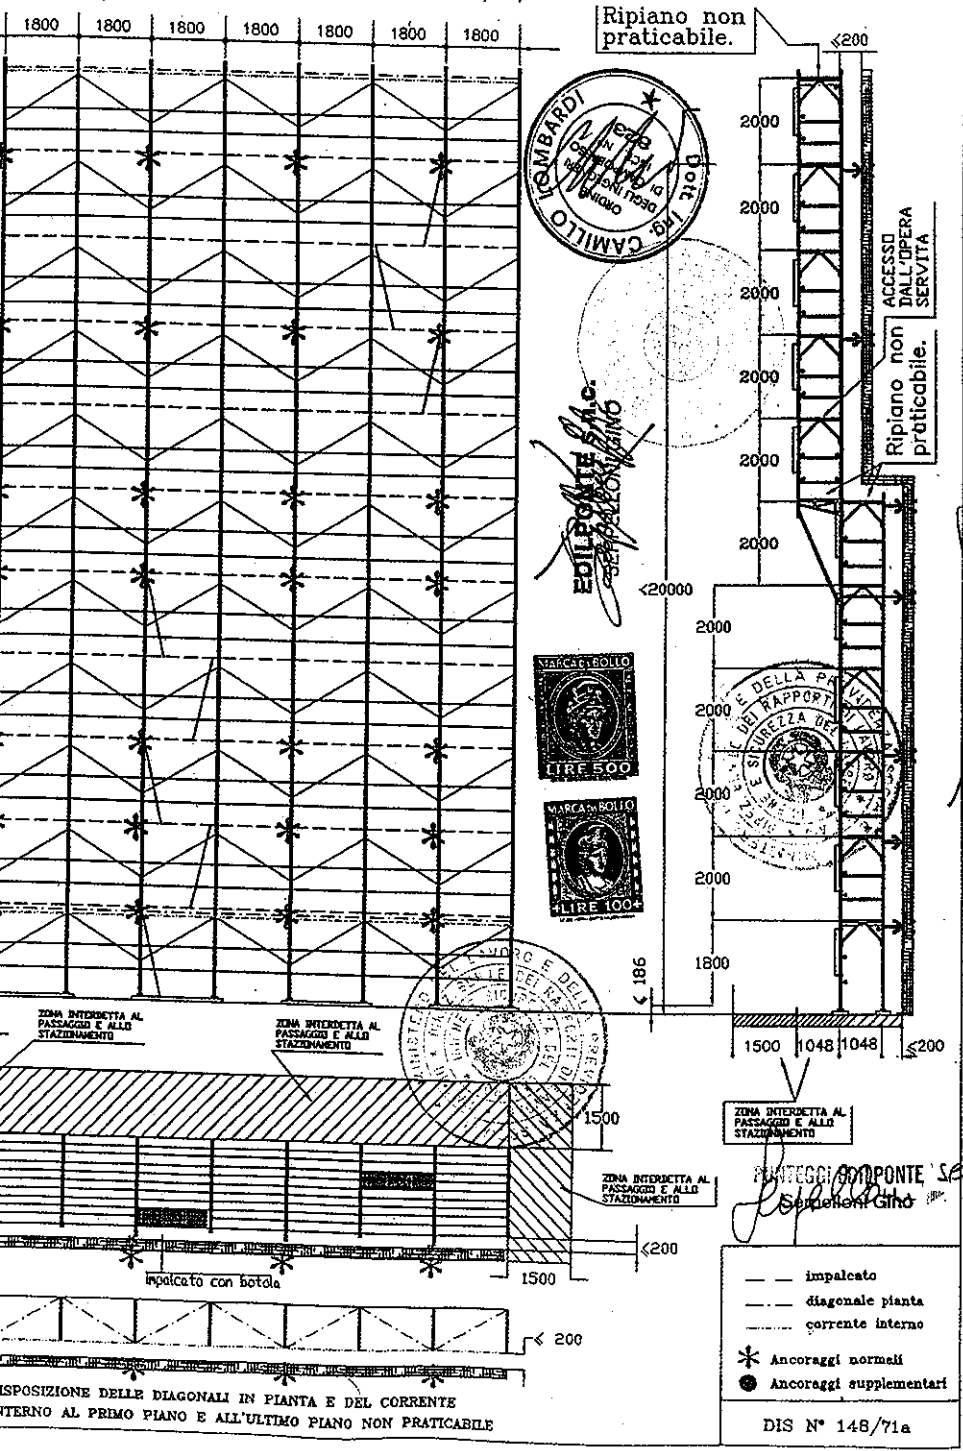 1800 1800 1800 1800 1800 1800 1800
Ripiano non
praticabile.
≤200
Dott. Ing. CAMILLO LOMBARDI
ORDINE
DEGLI INGEGNERI
2000
2000
2000
2000
2000
2000
ACCESSO
DALL'OPERA
SERVITA
Ripiano non
praticabile.
EDILPONTE s.n.c.
<20000
2000
2000
2000
2000
1800
< 186
MARCA DA BOLLO
LIRE 500
MARCA DA BOLLO
LIRE 100
ZONA INTERDETTA AL
PASSAGGIO E ALLO
STAZIONAMENTO
ZONA INTERDETTA AL
PASSAGGIO E ALLO
STAZIONAMENTO
1500 1048 1048 ≤200
1500
ZONA INTERDETTA AL
PASSAGGIO E ALLO
STAZIONAMENTO
ZONA INTERDETTA AL
PASSAGGIO E ALLO
STAZIONAMENTO
≤200
1500
impalcato con botola
< 200
ISPOSIZIONE DELLE DIAGONALI IN PIANTA E DEL CORRENTE
NTERNO AL PRIMO PIANO E ALL'ULTIMO PIANO NON PRATICABILE
impalcato
diagonale pianta
corrente interno
Ancoraggi normali
Ancoraggi supplementari
DIS N° 148/71a